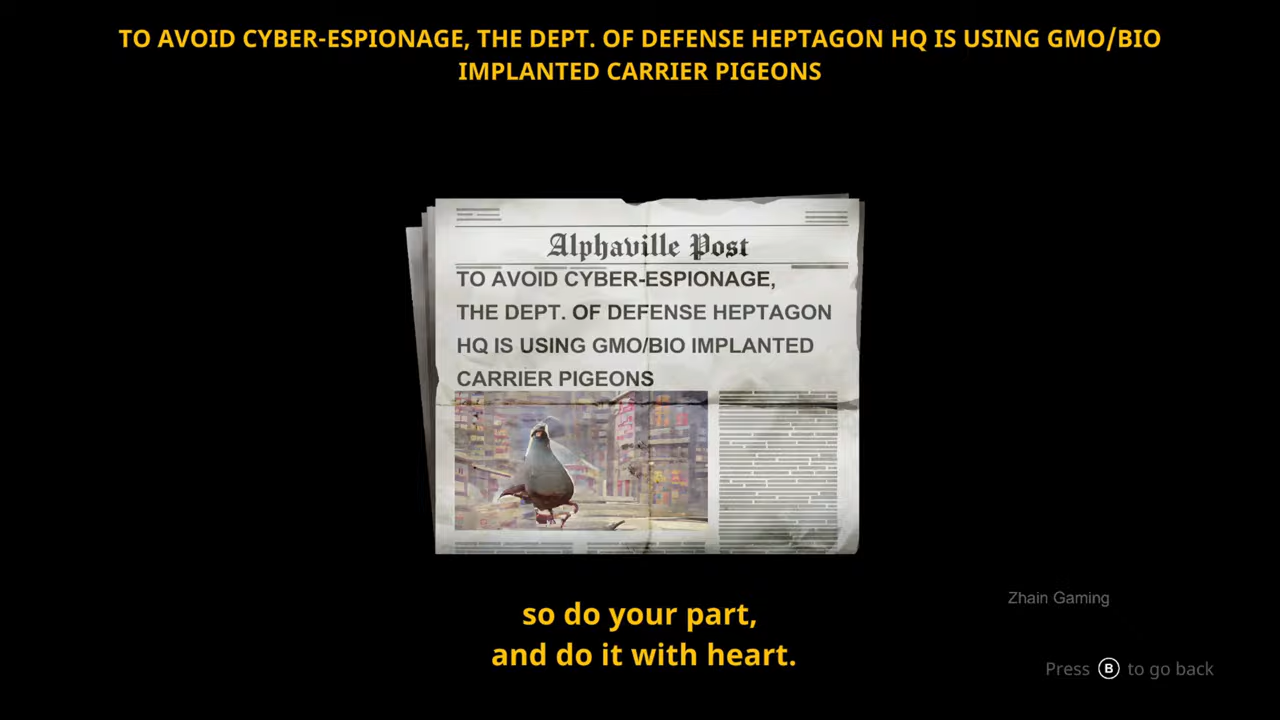 TO AVOID CYBER-ESPIONAGE, THE DEPT. OF DEFENSE HEPTAGON HQ IS USING GMO/BIO
IMPLANTED CARRIER PIGEONS
Alphaville Post
TO AVOID CYBER-ESPIONAGE,
THE DEPT. OF DEFENSE HEPTAGON
HQ IS USING GMO/BIO IMPLANTED
CARRIER PIGEONS
so do your part,
and do it with heart.
Zhain Gaming
Press B to go back